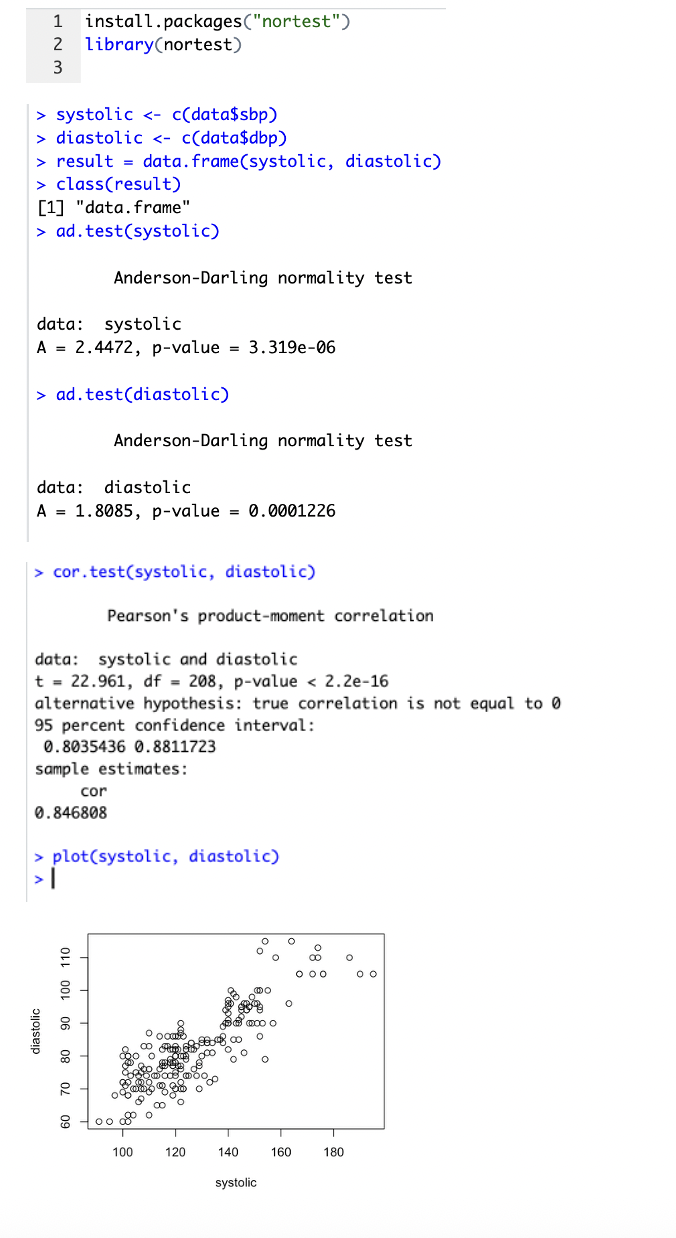 1 install.packages("nortest")
2 library(nortest)
3
> systolic <- c(data$sbp)
> diastolic <- c(data$dbp)
> result = data.frame(systolic, diastolic)
> class(result)
[1] "data.frame"
> ad.test(systolic)
Anderson-Darling normality test
data:  systolic
A = 2.4472, p-value = 3.319e-06
> ad.test(diastolic)
Anderson-Darling normality test
data:  diastolic
A = 1.8085, p-value = 0.0001226
> cor.test(systolic, diastolic)
Pearson's product-moment correlation
data:  systolic and diastolic
t = 22.961, df = 208, p-value < 2.2e-16
alternative hypothesis: true correlation is not equal to 0
95 percent confidence interval:
0.8035436 0.8811723
sample estimates:
cor
0.846808
> plot(systolic, diastolic)
>
diastolic
110
100
90
80
70
60
100 120 140 160 180
systolic